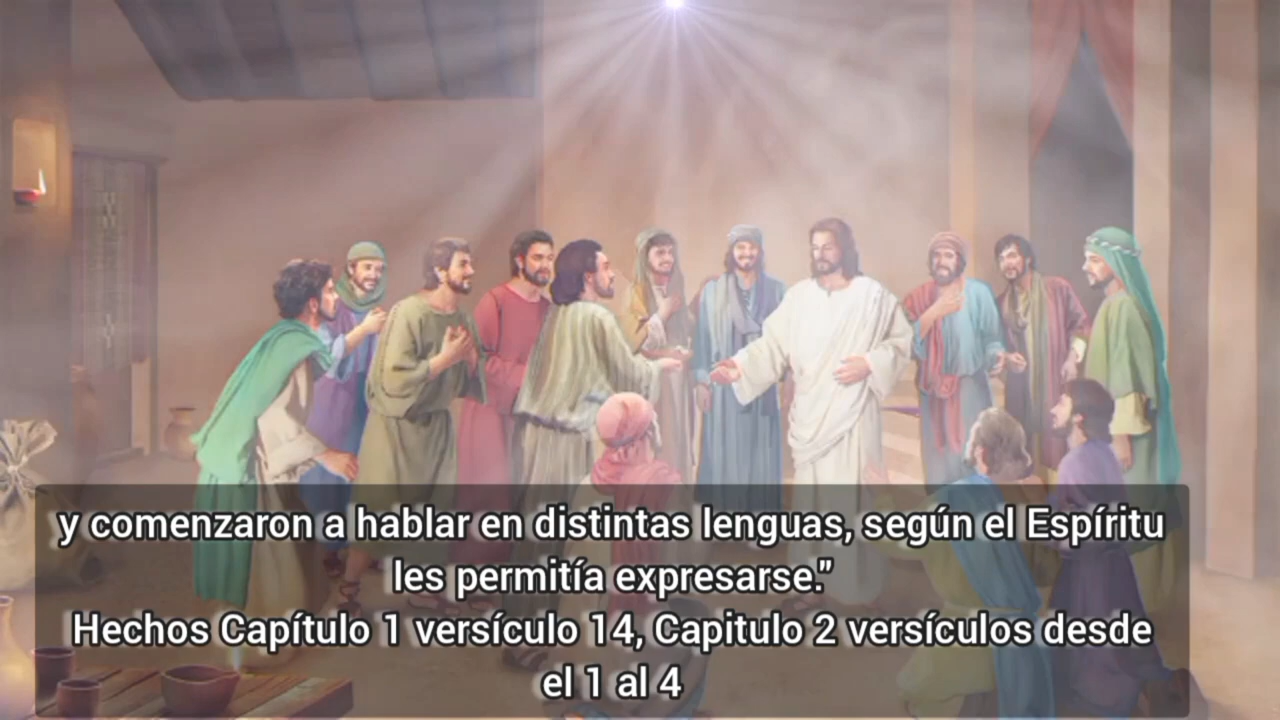 y comenzaron a hablar en distintas lenguas, según el Espíritu
les permitía expresarse."
Hechos Capítulo 1 versículo 14, Capitulo 2 versículos desde
el 1 al 4